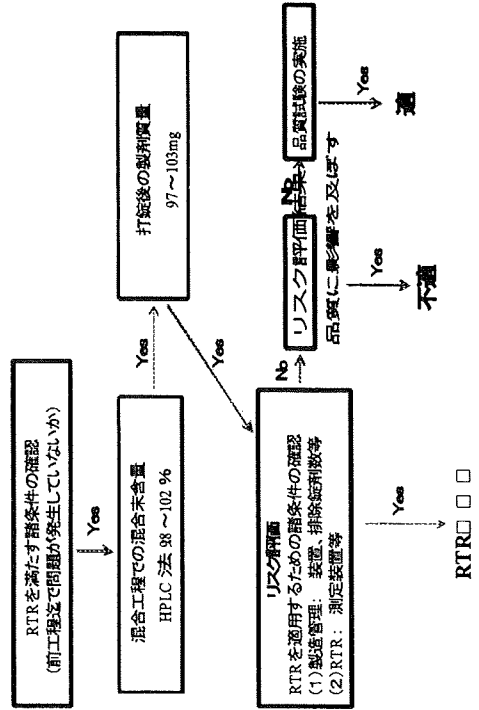 RTRを満たす諸条件の確認
(前工程迄で問題が発生していないか)
Yes
混合工程での混合末含量
HPLC 法 98 ~102 %
Yes
打錠後の製剤質量
97~103mg
Yes
リスク評価
RTRを適用するための諸条件の確認
(1)製造管理： 装置、排除錠剤数等
(2)RTR： 測定装置等
Yes
RTR□ □ □
No
リスク評価結果
品質に影響を及ぼす
Yes
不適
No
品質試験の実施
Yes
適